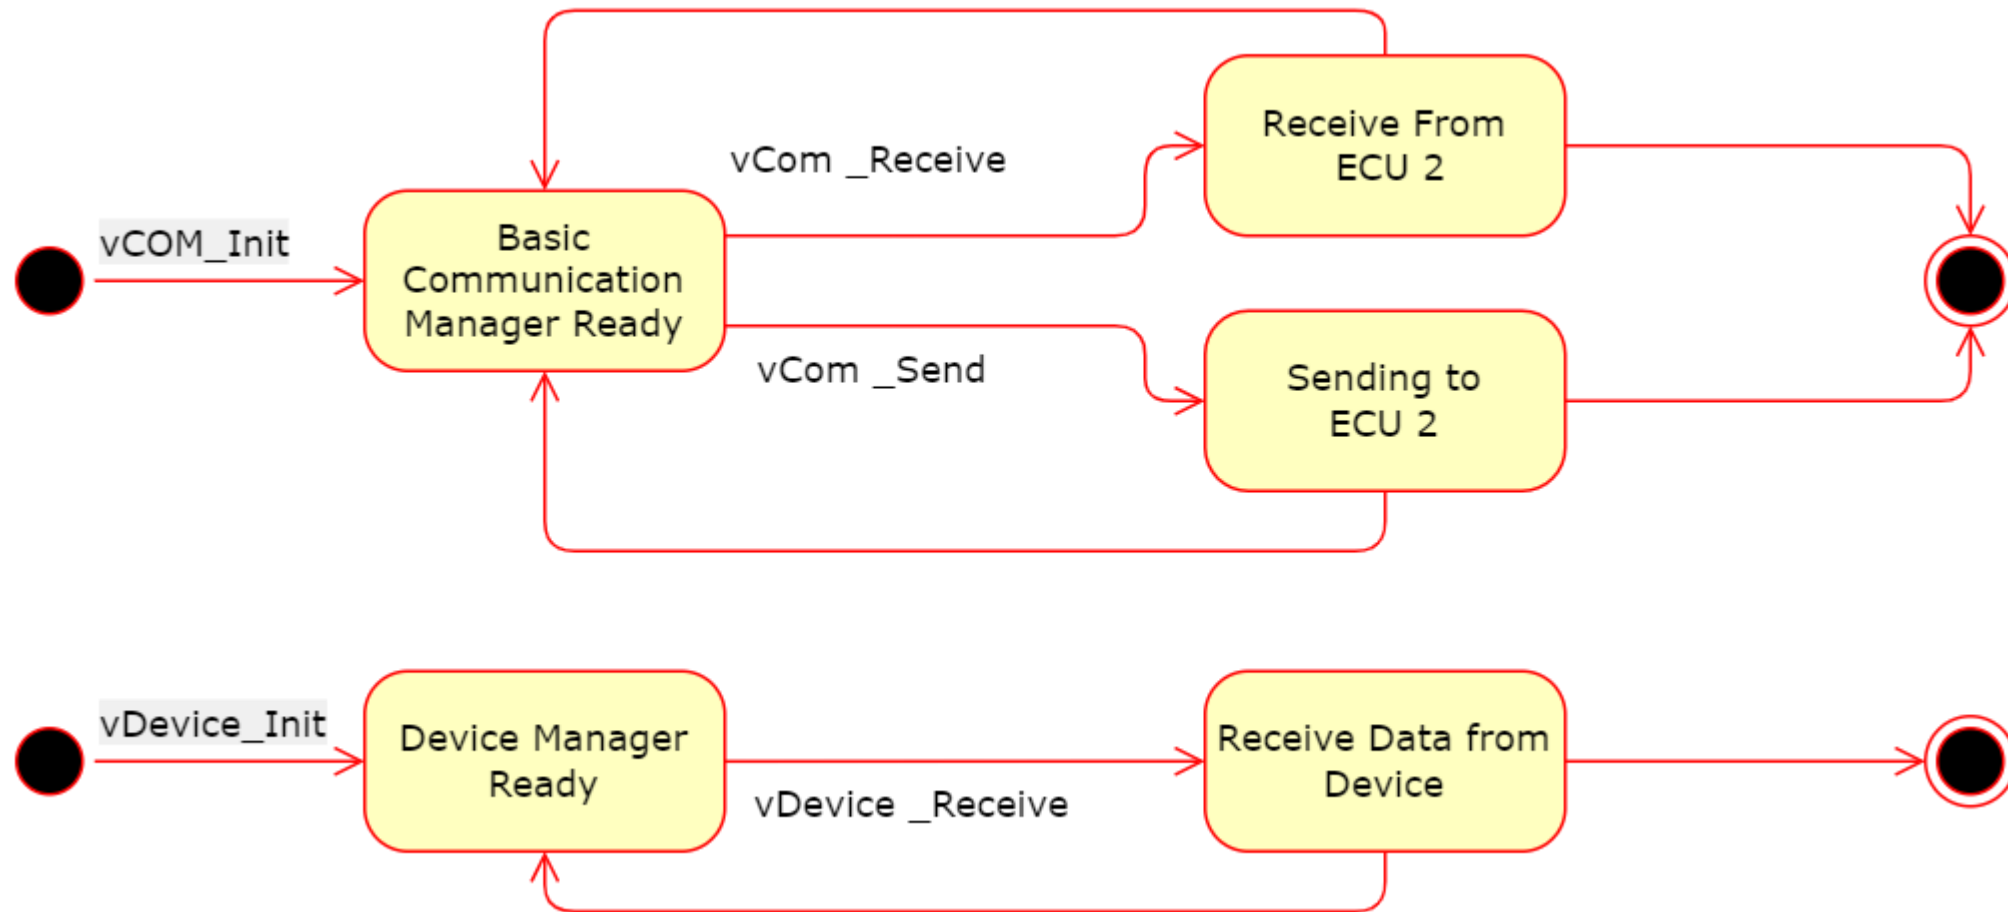 vCOM_Init
Basic
Communication
Manager Ready
vCom _Receive
vCom _Send
Receive From
ECU 2
Sending to
ECU 2
vDevice_Init
Device Manager
Ready
vDevice _Receive
Receive Data from
Device